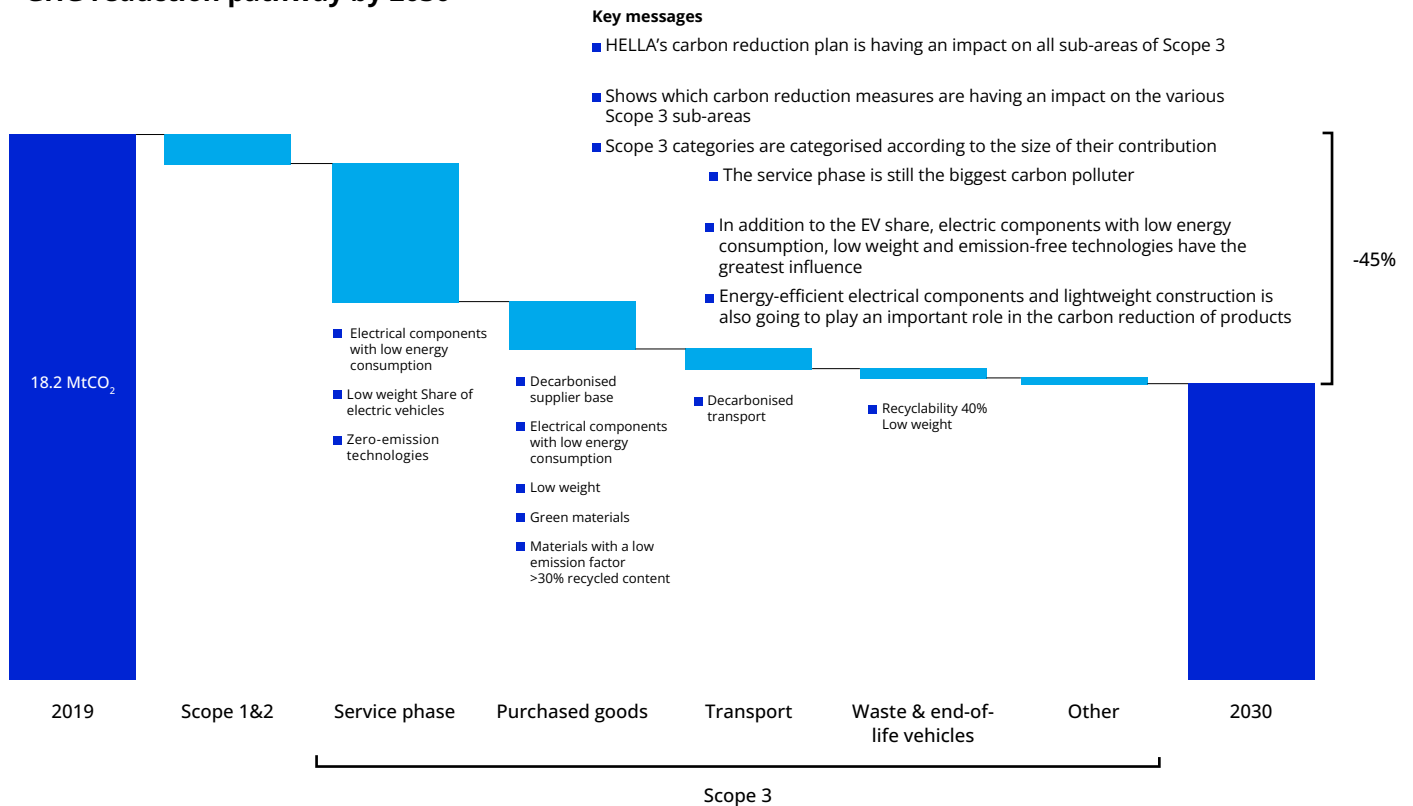 GHG reduction pathway by 2030
Key messages
HELLA's carbon reduction plan is having an impact on all sub-areas of Scope 3
Shows which carbon reduction measures are having an impact on the various
Scope 3 sub-areas
Scope 3 categories are categorised according to the size of their contribution
The service phase is still the biggest carbon polluter
In addition to the EV share, electric components with low energy
consumption, low weight and emission-free technologies have the
greatest influence
Energy-efficient electrical components and lightweight construction is
also going to play an important role in the carbon reduction of products
-45%
18.2 MtCO₂
Electrical components
with low energy
consumption
Low weight Share of
electric vehicles
Zero-emission
technologies
Decarbonised
supplier base
Electrical components
with low energy
consumption
Low weight
Green materials
Materials with a low
emission factor
>30% recycled content
Decarbonised
transport
Recyclability 40%
Low weight
2019
Scope 1&2
Service phase
Purchased goods
Transport
Waste & end-of-
life vehicles
Other
2030
Scope 3